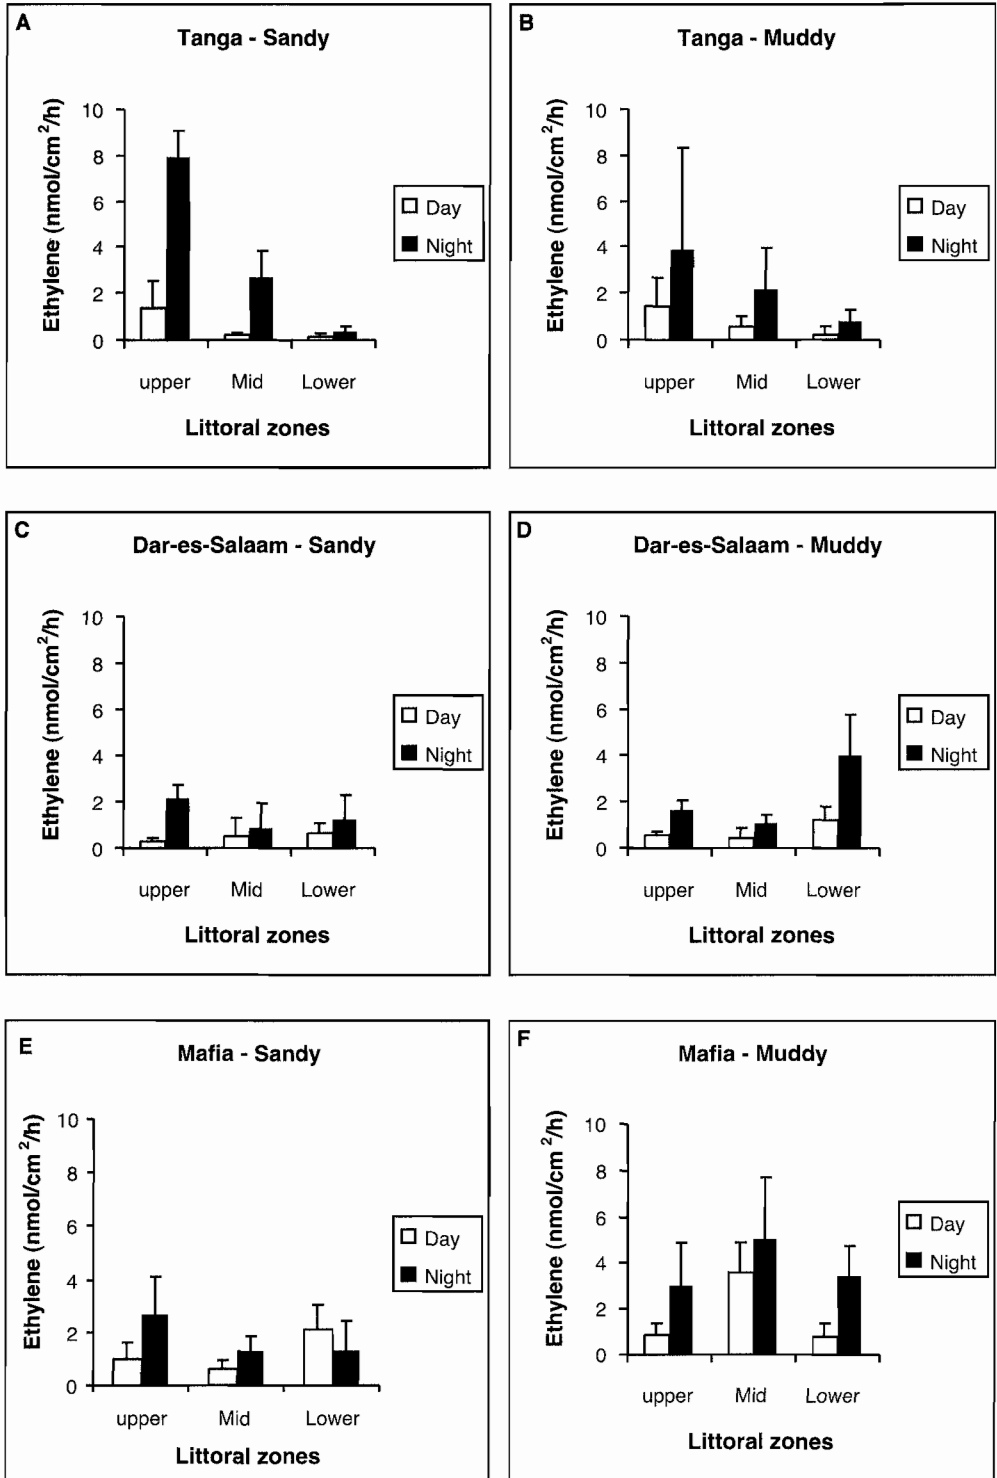 A
Tanga - Sandy
Ethylene (nmol/cm²/h)
10
8
6
4
2
0
upper Mid Lower
Littoral zones
Day
Night
B
Tanga - Muddy
Ethylene (nmol/cm²/h)
10
8
6
4
2
0
upper Mid Lower
Littoral zones
Day
Night
C
Dar-es-Salaam - Sandy
Ethylene (nmol/cm²/h)
10
8
6
4
2
0
upper Mid Lower
Littoral zones
Day
Night
D
Dar-es-Salaam - Muddy
Ethylene (nmol/cm²/h)
10
8
6
4
2
0
upper Mid Lower
Littoral zones
Day
Night
E
Mafia - Sandy
Ethylene (nmol/cm ²/h)
10
8
6
4
2
0
upper Mid Lower
Littoral zones
Day
Night
F
Mafia - Muddy
Ethylene (nmol/cm ²/h)
10
8
6
4
2
0
upper Mid Lower
Littoral zones
Day
Night